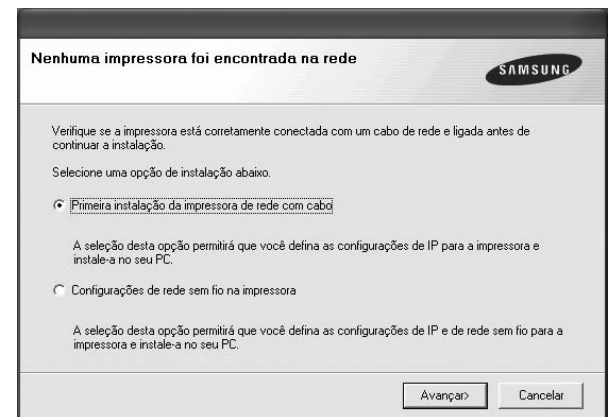 Nenhuma impressora foi encontrada na rede
SAMSUNG
Verifique se a impressora está corretamente conectada com um cabo de rede e ligada antes de
continuar a instalação.
Selecione uma opção de instalação abaixo.
Primeira instalação da impressora de rede com cabo
A seleção desta opção permitirá que você defina as configurações de IP para a impressora e
instale-a no seu PC.
Configurações de rede sem fio na impressora
A seleção desta opção permitirá que você defina as configurações de IP e de rede sem fio para a
impressora e instale-a no seu PC.
Avançar>
Cancelar